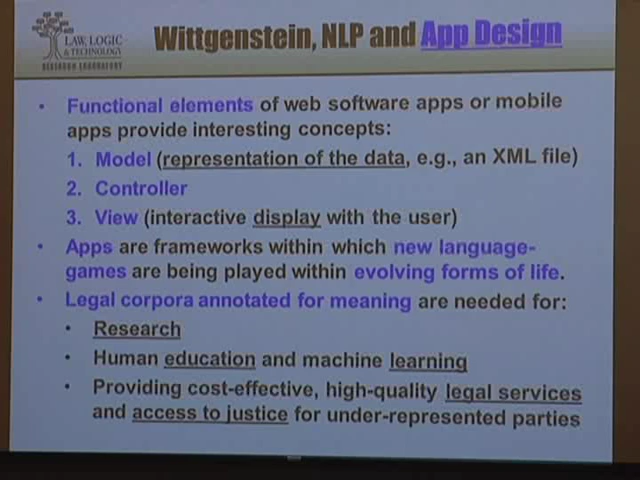 LAW, LOGIC
& TECHNOLOGY
RESEARCH LABORATORY
Wittgenstein, NLP and App Design
• Functional elements of web software apps or mobile
apps provide interesting concepts:
1. Model (representation of the data, e.g., an XML file)
2. Controller
3. View (interactive display with the user)
• Apps are frameworks within which new language-
games are being played within evolving forms of life.
• Legal corpora annotated for meaning are needed for:
• Research
• Human education and machine learning
• Providing cost-effective, high-quality legal services
and access to justice for under-represented parties